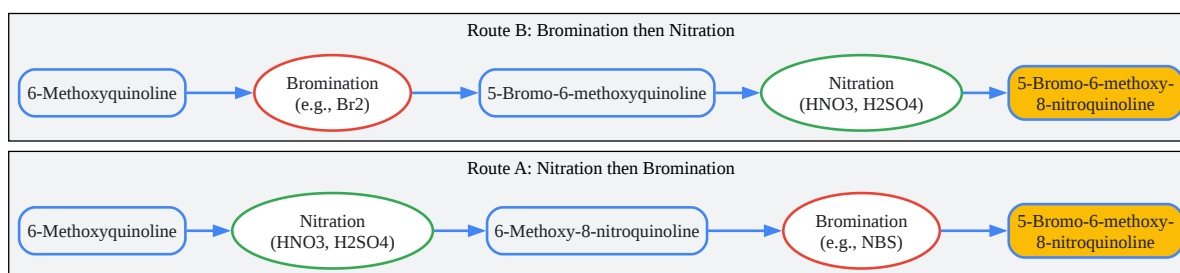 Route B: Bromination then Nitration
6-Methoxyquinoline
Bromination
(e.g., Br2)
5-Bromo-6-methoxyquinoline
Nitration
(HNO3, H2SO4)
5-Bromo-6-methoxy-
8-nitroquinoline
Route A: Nitration then Bromination
6-Methoxyquinoline
Nitration
(HNO3, H2SO4)
6-Methoxy-8-nitroquinoline
Bromination
(e.g., NBS)
5-Bromo-6-methoxy-
8-nitroquinoline